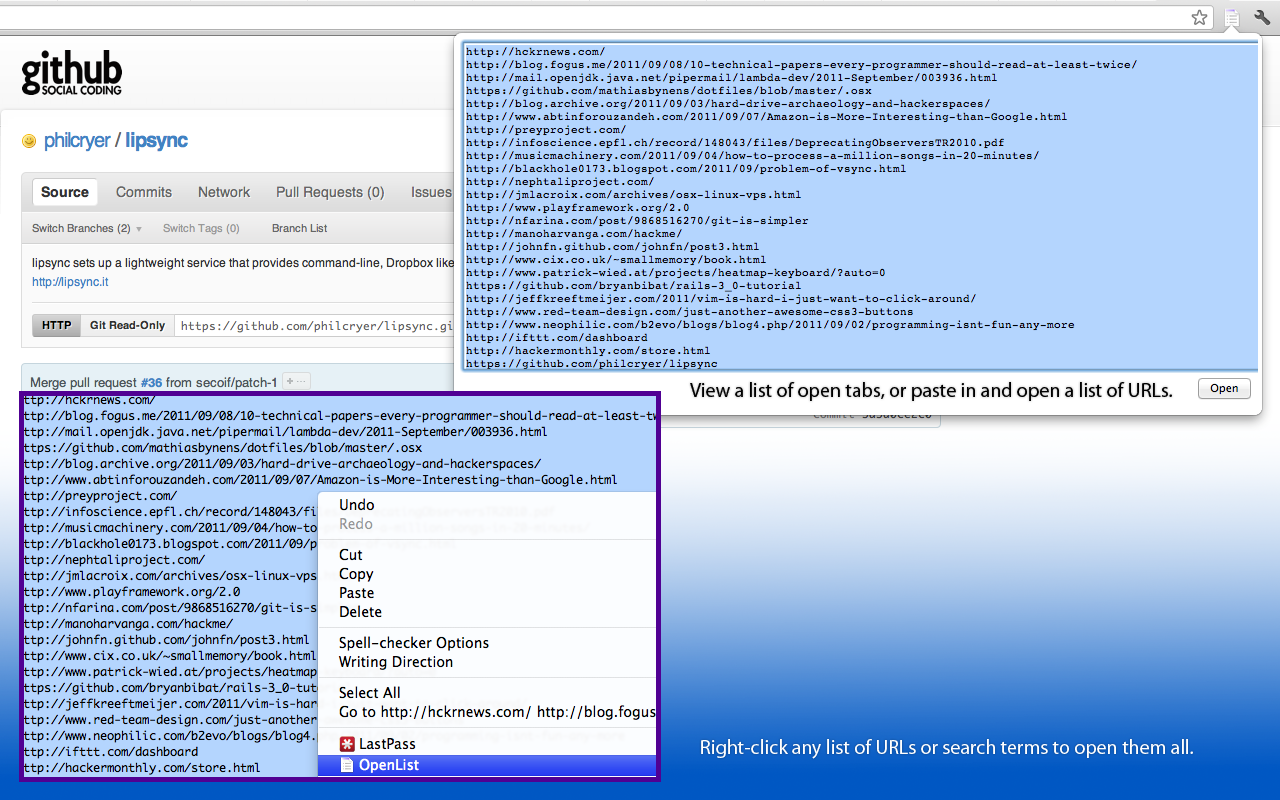 github
SOCIAL CODING
philcryer / lipsync
Source Commits Network Pull Requests (0) Issues
Switch Branches (2) Switch Tags (0) Branch List
lipsync sets up a lightweight service that provides command-line, Dropbox like
http://lipsync.it
HTTP Git Read-Only https://github.com/philcryer/lipsync.gi
Merge pull request #36 from secoif/patch-1 + ...
http://hckrnews.com/
http://blog.fogus.me/2011/09/08/10-technical-papers-every-programmer-should-read-at-least-twice/
http://mail.openjdk.java.net/pipermail/lambda-dev/2011-September/003936.html
https://github.com/mathiasbynens/dotfiles/blob/master/.osx
http://blog.archive.org/2011/09/03/hard-drive-archaeology-and-hackerspaces/
http://www.abtinforouzandeh.com/2011/09/07/Amazon-is-More-Interesting-than-Google.html
http://preyproject.com/
http://infoscience.epfl.ch/record/148043/files/DeprecatingObserversTR2010.pdf
http://musicmachinery.com/2011/09/04/how-to-process-a-million-songs-in-20-minutes/
http://blackhole0173.blogspot.com/2011/09/problem-of-vsync.html
http://nephtaliproject.com/
http://jmlacroix.com/archives/osx-linux-vps.html
http://www.playframework.org/2.0
http://nfarina.com/post/9868516270/git-is-simpler
http://manoharvanga.com/hackme/
http://johnfn.github.com/johnfn/post3.html
http://www.cix.co.uk/~smallmemory/book.html
http://www.patrick-wied.at/projects/heatmap-keyboard/?auto=0
https://github.com/bryanbibat/rails-3_0-tutorial
http://jeffkreeftmeijer.com/2011/vim-is-hard-i-just-want-to-click-around/
http://www.red-team-design.com/just-another-awesome-css3-buttons
http://www.neophilic.com/b2evo/blogs/blog4.php/2011/09/02/programming-isnt-fun-any-more
http://ifttt.com/dashboard
http://hackermonthly.com/store.html
https://github.com/philcryer/lipsync
View a list of open tabs, or paste in and open a list of URLs. Open
ttp://hckrnews.com/
ttp://blog.fogus.me/2011/09/08/10-technical-papers-every-programmer-should-read-at-least-tw
ttp://mail.openjdk.java.net/pipermail/lambda-dev/2011-September/003936.html
ttps://github.com/mathiasbynens/dotfiles/blob/master/.osx
ttp://blog.archive.org/2011/09/03/hard-drive-archaeology-and-hackerspaces/
ttp://www.abtinforouzandeh.com/2011/09/07/Amazon-is-More-Interesting-than-Google.html
ttp://preyproject.com/
ttp://infoscience.epfl.ch/record/148043/fi
ttp://musicmachinery.com/2011/09/04/how-to
ttp://blackhole0173.blogspot.com/2011/09/p
ttp://nephtaliproject.com/
ttp://jmlacroix.com/archives/osx-linux-vps
ttp://www.playframework.org/2.0
ttp://nfarina.com/post/9868516270/git-is-s
ttp://manoharvanga.com/hackme/
ttp://johnfn.github.com/johnfn/post3.html
ttp://www.cix.co.uk/~smallmemory/book.html
ttp://www.patrick-wied.at/projects/heatmap
ttps://github.com/bryanbibat/rails-3_0-tut
ttp://jeffkreeftmeijer.com/2011/vim-is-har
ttp://www.red-team-design.com/just-another
ttp://www.neophilic.com/b2evo/blogs/blog4.
ttp://ifttt.com/dashboard
ttp://hackermonthly.com/store.html
Undo
Redo
Cut
Copy
Paste
Delete
Spell-checker Options
Writing Direction
Select All
Go to http://hckrnews.com/ http://blog.fogus
LastPass
OpenList
Right-click any list of URLs or search terms to open them all.